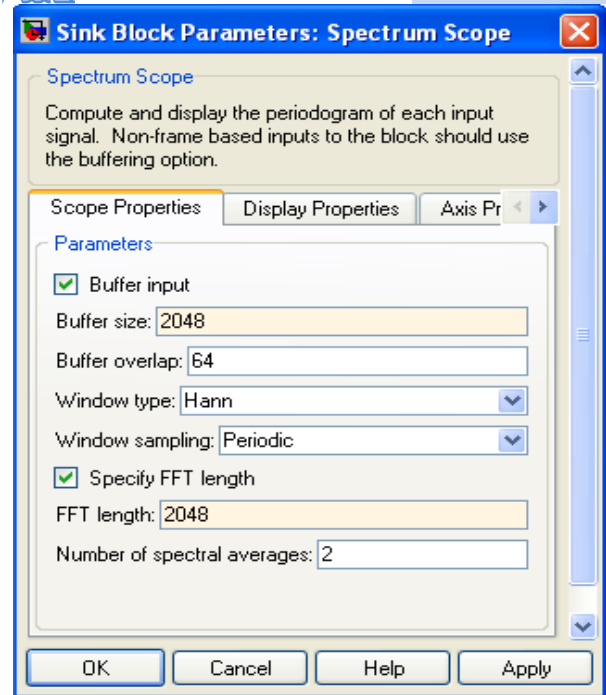 Sink Block Parameters: Spectrum Scope
Spectrum Scope
Compute and display the periodogram of each input
signal. Non-frame based inputs to the block should use
the buffering option.
Scope Properties Display Properties Axis Pr
Parameters
Buffer input
Buffer size: 2048
Buffer overlap: 64
Window type: Hann
Window sampling: Periodic
Specify FFT length
FFT length: 2048
Number of spectral averages: 2
OK Cancel Help Apply